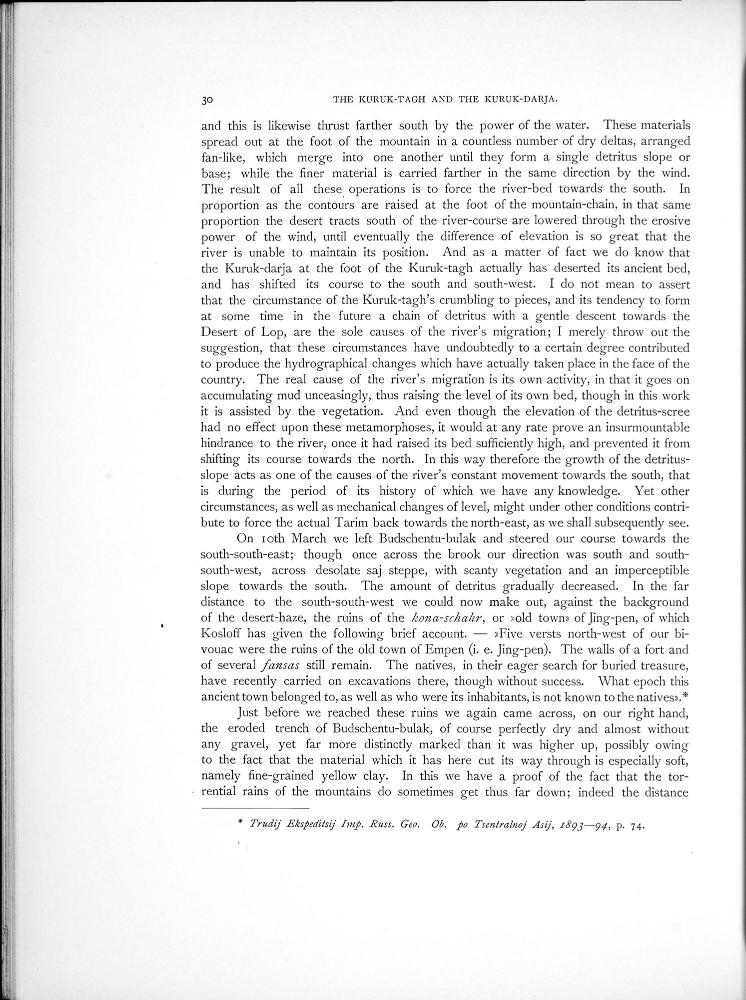 30 THE KURUK-TAGH AND THE KURUK-DARJA.
and this is likewise thrust farther south by the power of the water. These materials
spread out at the foot of the mountain in a countless number of dry deltas, arranged
fan-like, which merge into one another until they form a single detritus slope or
base; while the finer material is carried farther in the same direction by the wind.
The result of all these operations is to force the river-bed towards the south. In
proportion as the contours are raised at the foot of the mountain-chain, in that same
proportion the desert tracts south of the river-course are lowered through the erosive
power of the wind, until eventually the difference of elevation is so great that the
river is unable to maintain its position. And as a matter of fact we do know that
the Kuruk-darja at the foot of the Kuruk-tagh actually has deserted its ancient bed,
and has shifted its course to the south and south-west. I do not mean to assert
that the circumstance of the Kuruk-tagh's crumbling to pieces, and its tendency to form
at some time in the future a chain of detritus with a gentle descent towards the
Desert of Lop, are the sole causes of the river's migration; I merely throw out the
suggestion, that these circumstances have undoubtedly to a certain degree contributed
to produce the hydrographical changes which have actually taken place in the face of the
country. The real cause of the river's migration is its own activity, in that it goes on
accumulating mud unceasingly, thus raising the level of its own bed, though in this work
it is assisted by the vegetation. And even though the elevation of the detritus-scree
had no effect upon these metamorphoses, it would at any rate prove an insurmountable
hindrance to the river, once it had raised its bed sufficiently high, and prevented it from
shifting its course towards the north. In this way therefore the growth of the detritus-
slope acts as one of the causes of the river's constant movement towards the south, that
is during the period of its history of which we have any knowledge. Yet other
circumstances, as well as mechanical changes of level, might under other conditions contri-
bute to force the actual Tarim back towards the north-east, as we shall subsequently see.
On 10th March we left Budschentu-bulak and steered our course towards the
south-south-east; though once across the brook our direction was south and south-
south-west, across desolate saj steppe, with scanty vegetation and an imperceptible
slope towards the south. The amount of detritus gradually decreased. In the far
distance to the south-south-west we could now make out, against the background
of the desert-haze, the ruins of the kona-schahr, or »old town» of Jing-pen, of which
Kosloff has given the following brief account. — »Five versts north-west of our bi-
vouac were the ruins of the old town of Empen (i. e. Jing-pen). The walls of a fort and
of several fansas still remain. The natives, in their eager search for buried treasure,
have recently carried on excavations there, though without success. What epoch this
ancient town belonged to, as well as who were its inhabitants, is not known to the natives».*
Just before we reached these ruins we again came across, on our right hand,
the eroded trench of Budschentu-bulak, of course perfectly dry and almost without
any gravel, yet far more distinctly marked than it was higher up, possibly owing
to the fact that the material which it has here cut its way through is especially soft,
namely fine-grained yellow clay. In this we have a proof of the fact that the tor-
rential rains of the mountains do sometimes get thus far down; indeed the distance
* Trudij Ekspeditsij Imp. Russ. Geo. Ob. po Tsentralnoj Asij, 1893—94, p. 74.